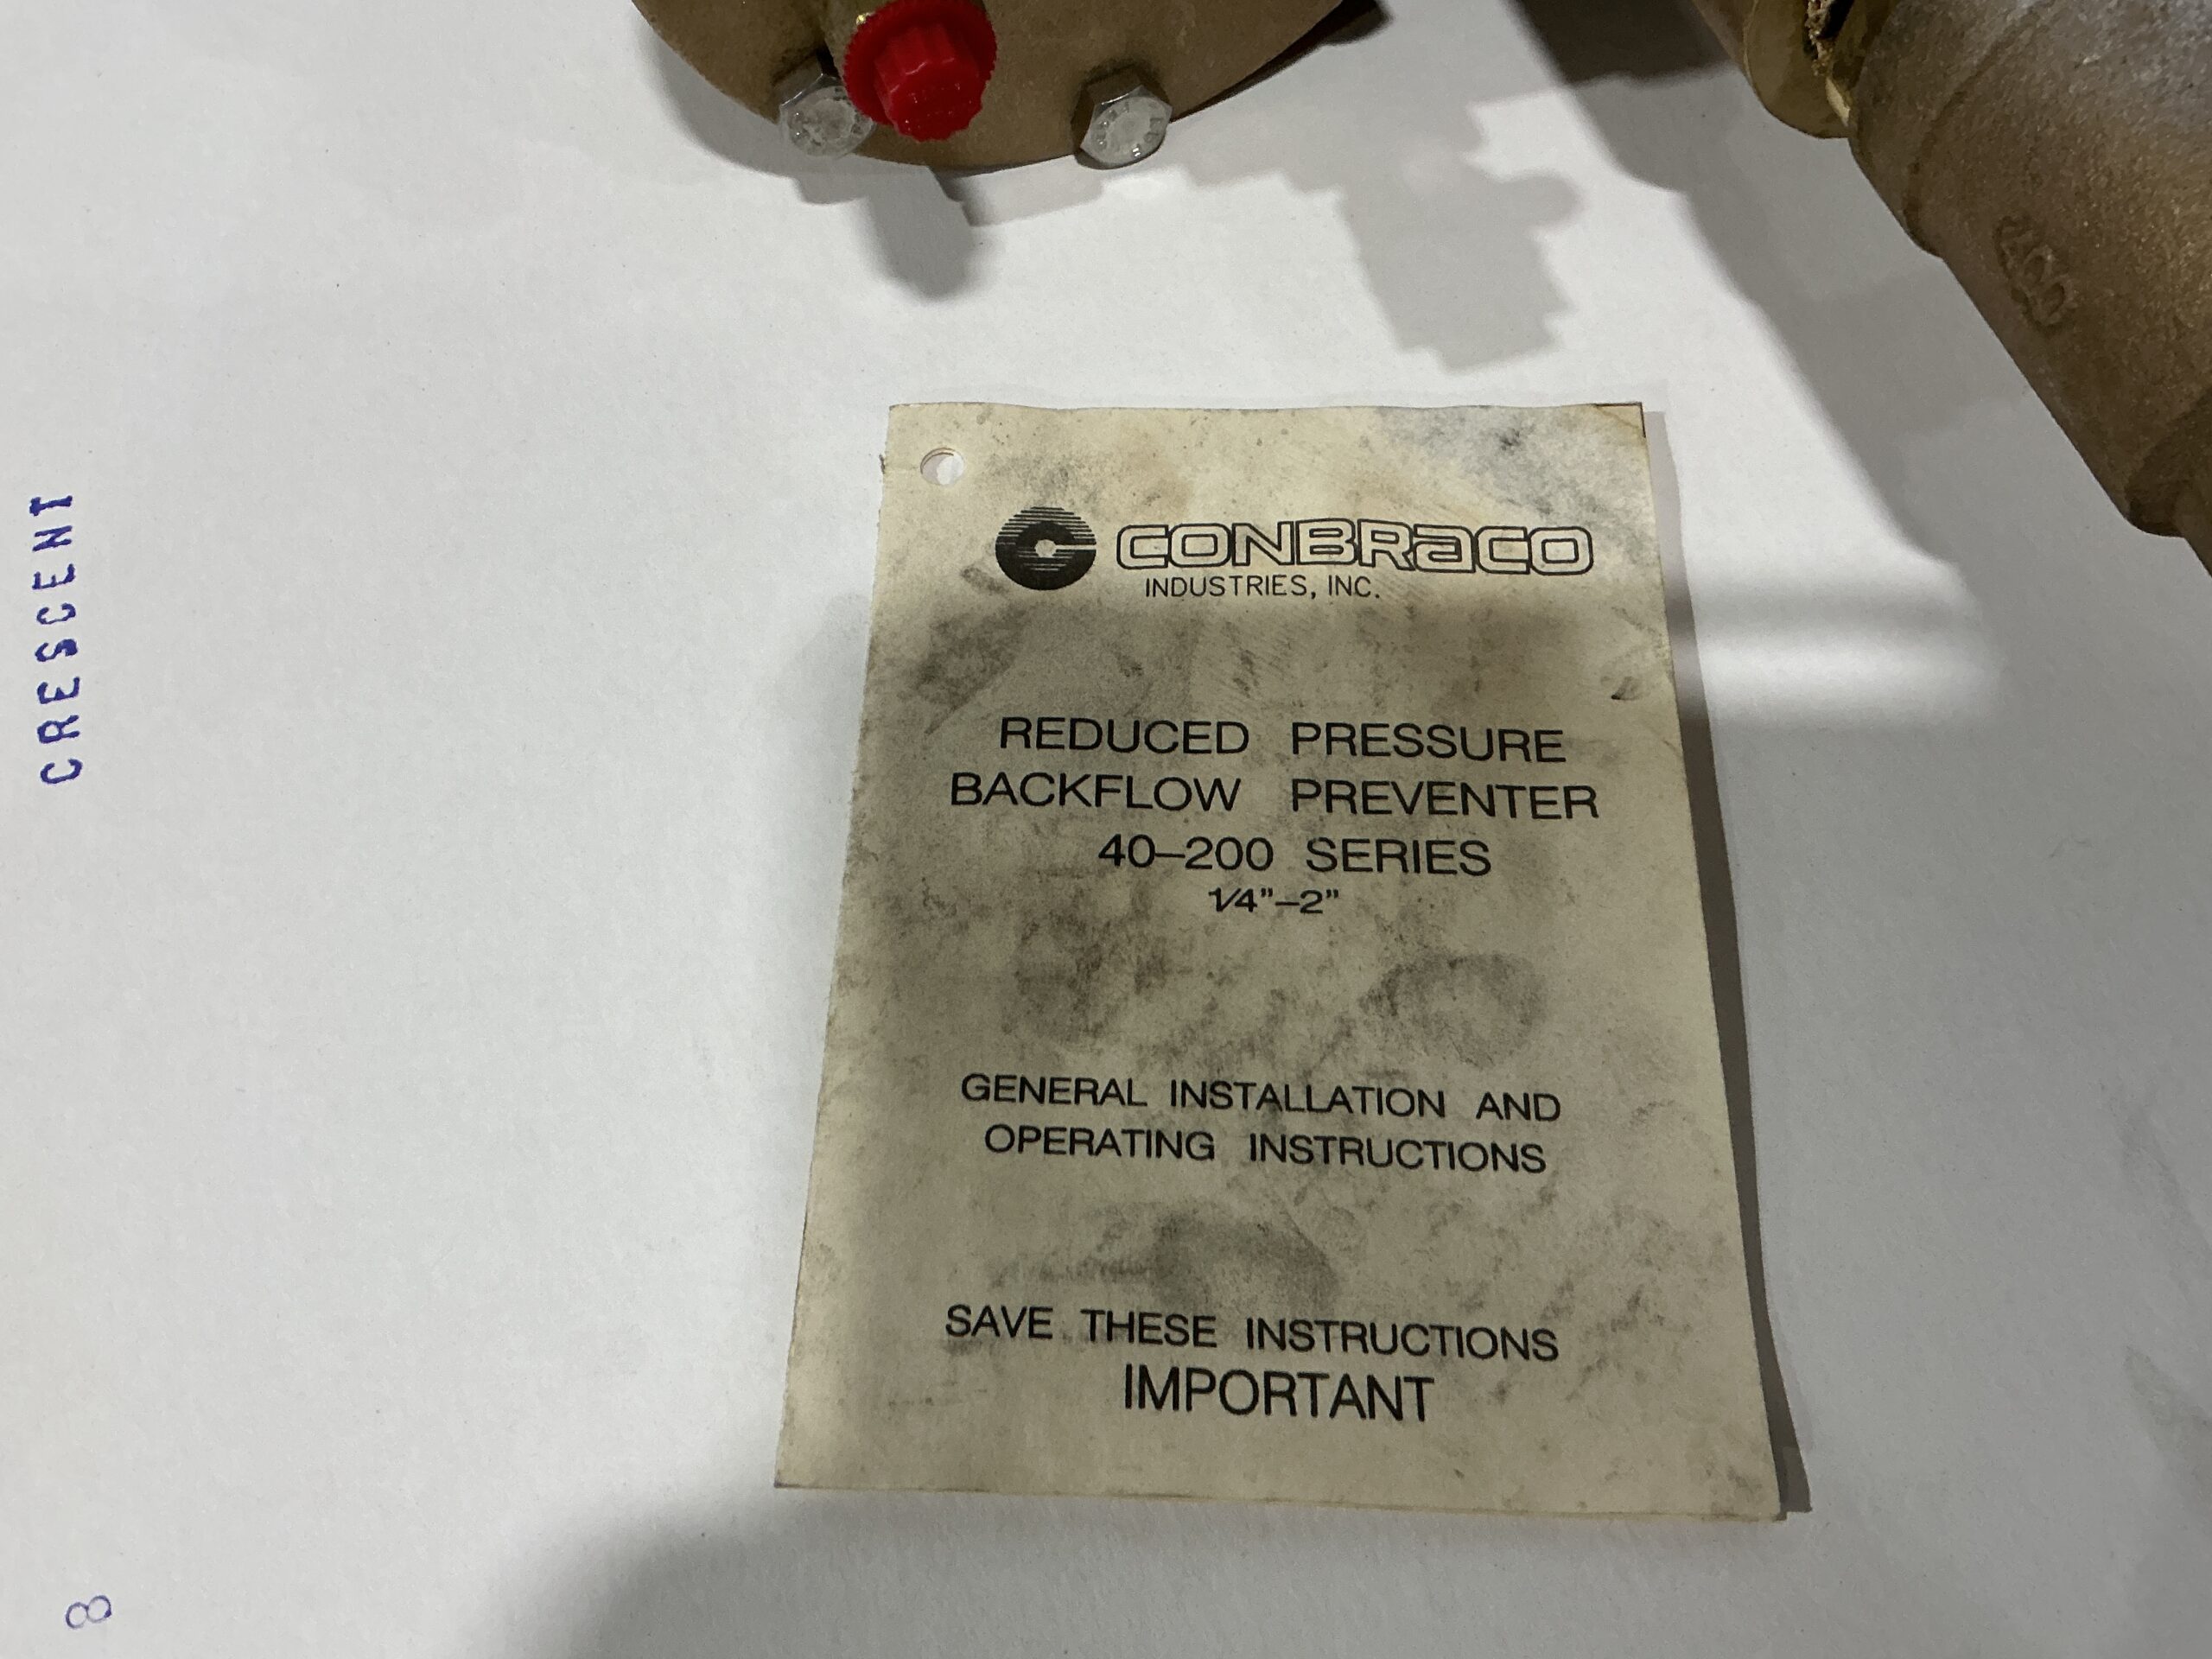 CONBRACO
INDUSTRIES, INC.
REDUCED PRESSURE
BACKFLOW PREVENTER
40–200 SERIES
1/4”–2”
GENERAL INSTALLATION AND
OPERATING INSTRUCTIONS
SAVE THESE INSTRUCTIONS
IMPORTANT
CRESCENT
8